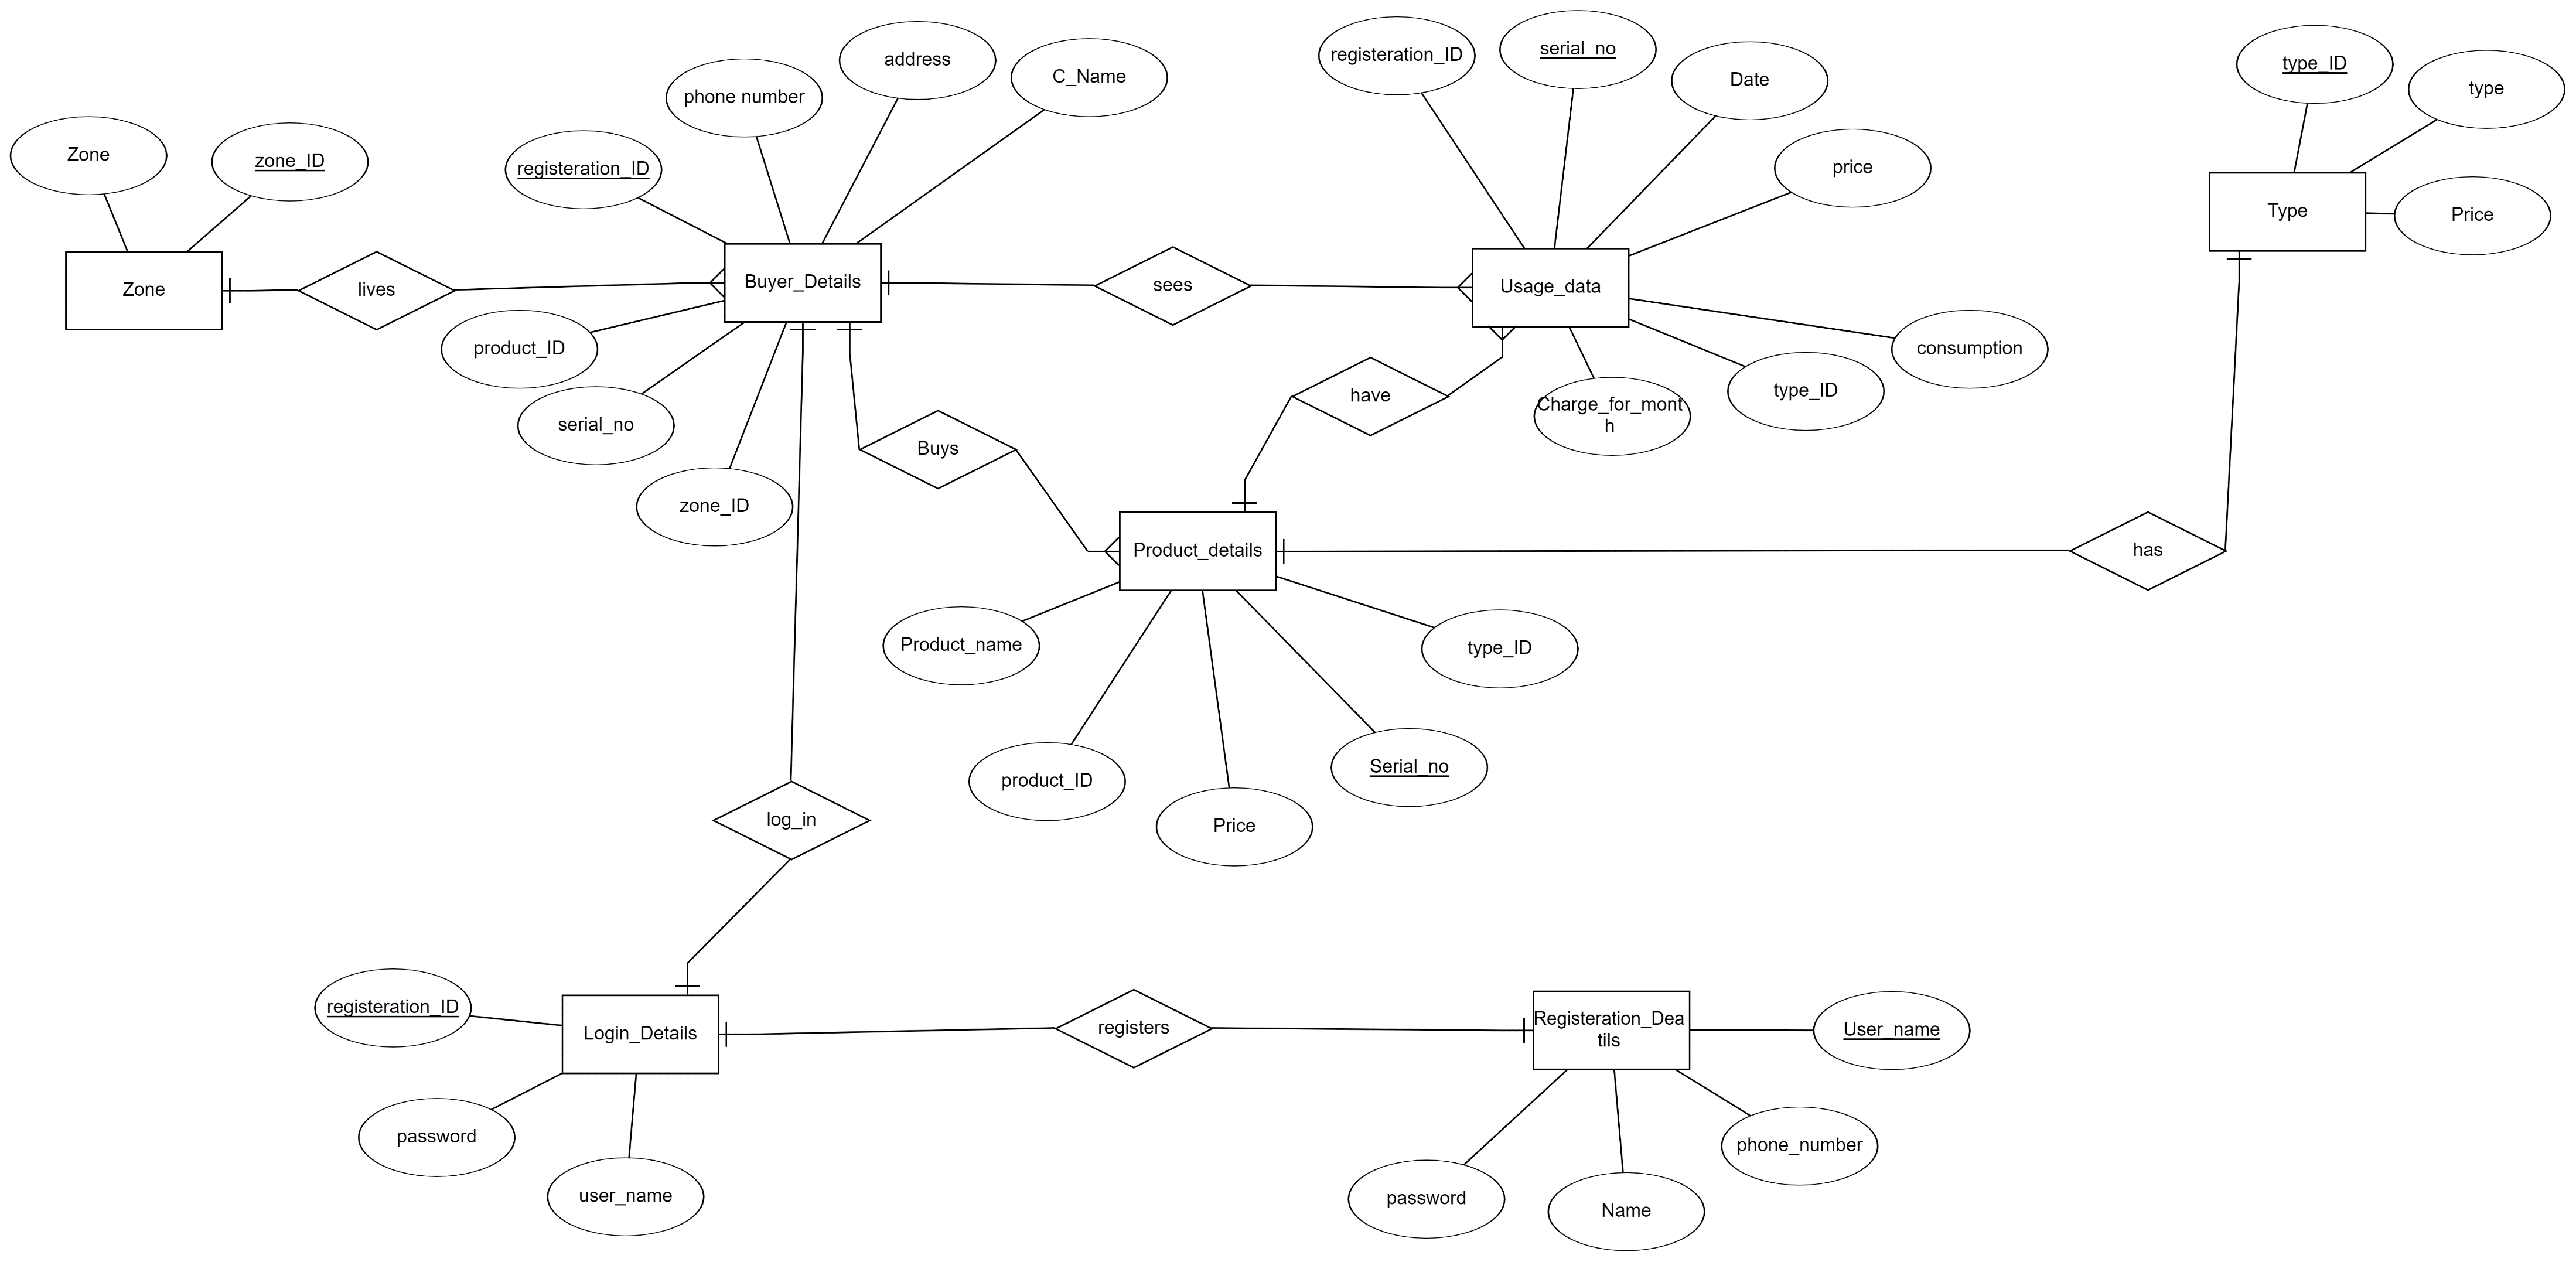 registeration_ID
serial_no
Date
price
address
C_Name
phone number
type_ID
type
Price
Type
Zone
zone_ID
registeration_ID
Zone
lives
Buyer_Details
sees
Usage_data
product_ID
serial_no
zone_ID
Buys
have
Charge_for_mont
h
type_ID
consumption
Product_details
has
Product_name
product_ID
Price
Serial_no
type_ID
log_in
registeration_ID
Login_Details
registers
Registeration_Dea
tils
User_name
password
user_name
password
Name
phone_number